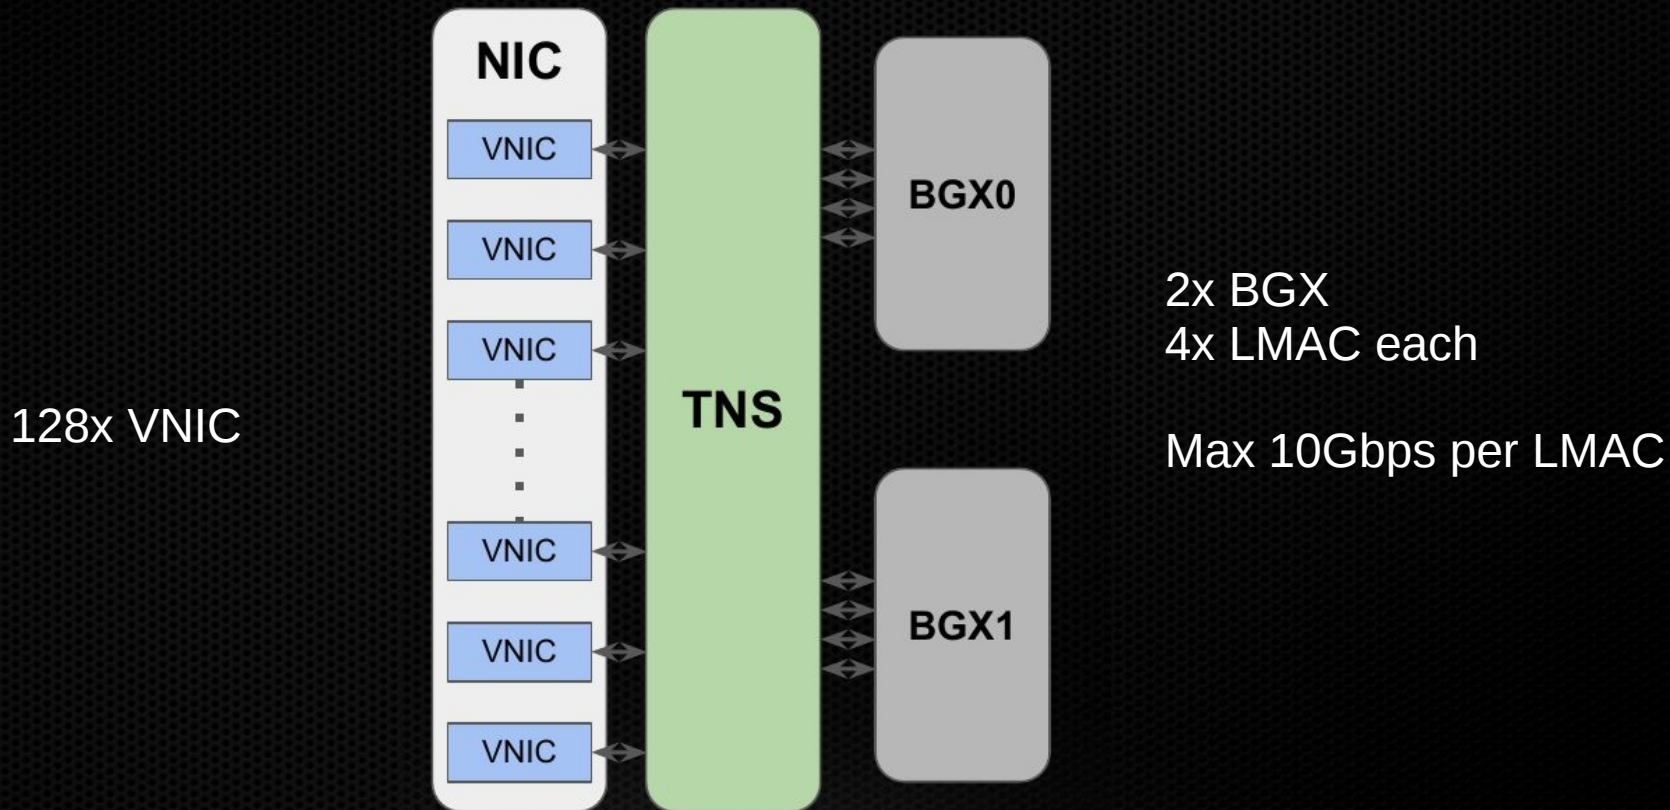 128x VNIC
NIC
VNIC
VNIC
VNIC
VNIC
VNIC
VNIC
TNS
BGX0
BGX1
2x BGX
4x LMAC each
Max 10Gbps per LMAC